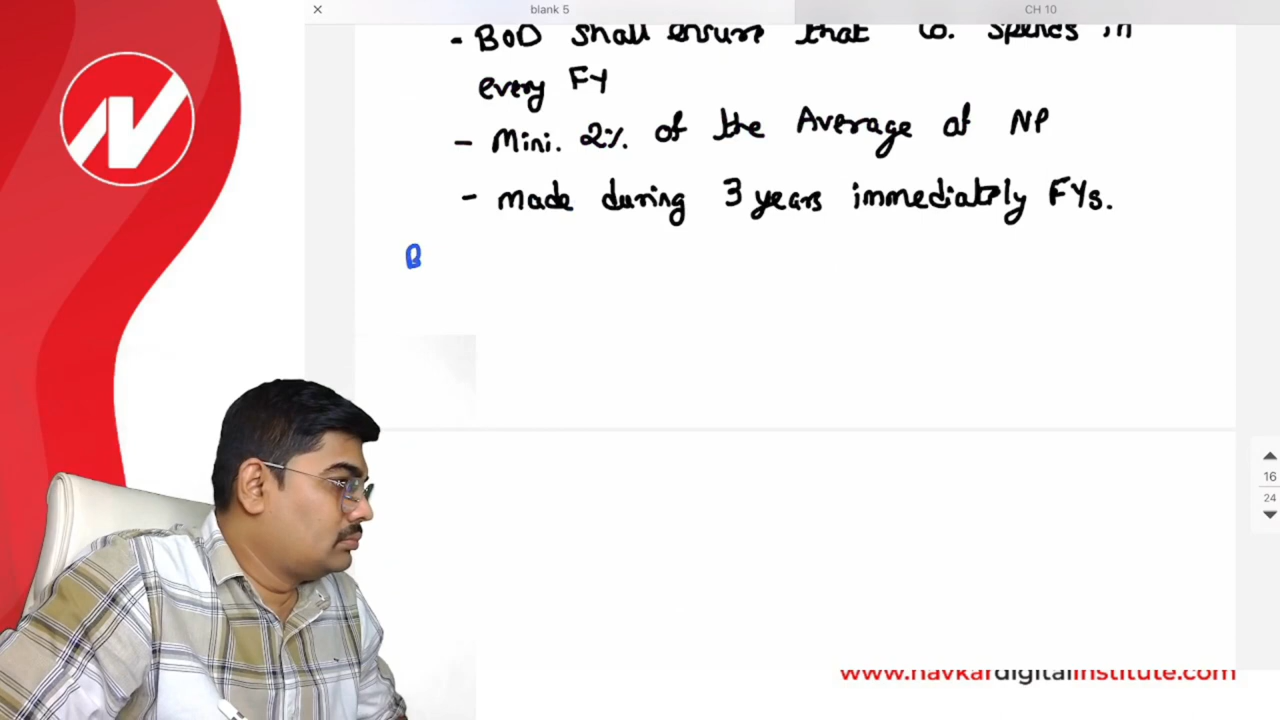 blank 5
CH 10
- BOD shall ensure that Co. spends in
every FY
- Mini. 2% of the Average of NP
- made during 3 years immediately FYs.
B
16
24
www.navkardigitalinstitute.com